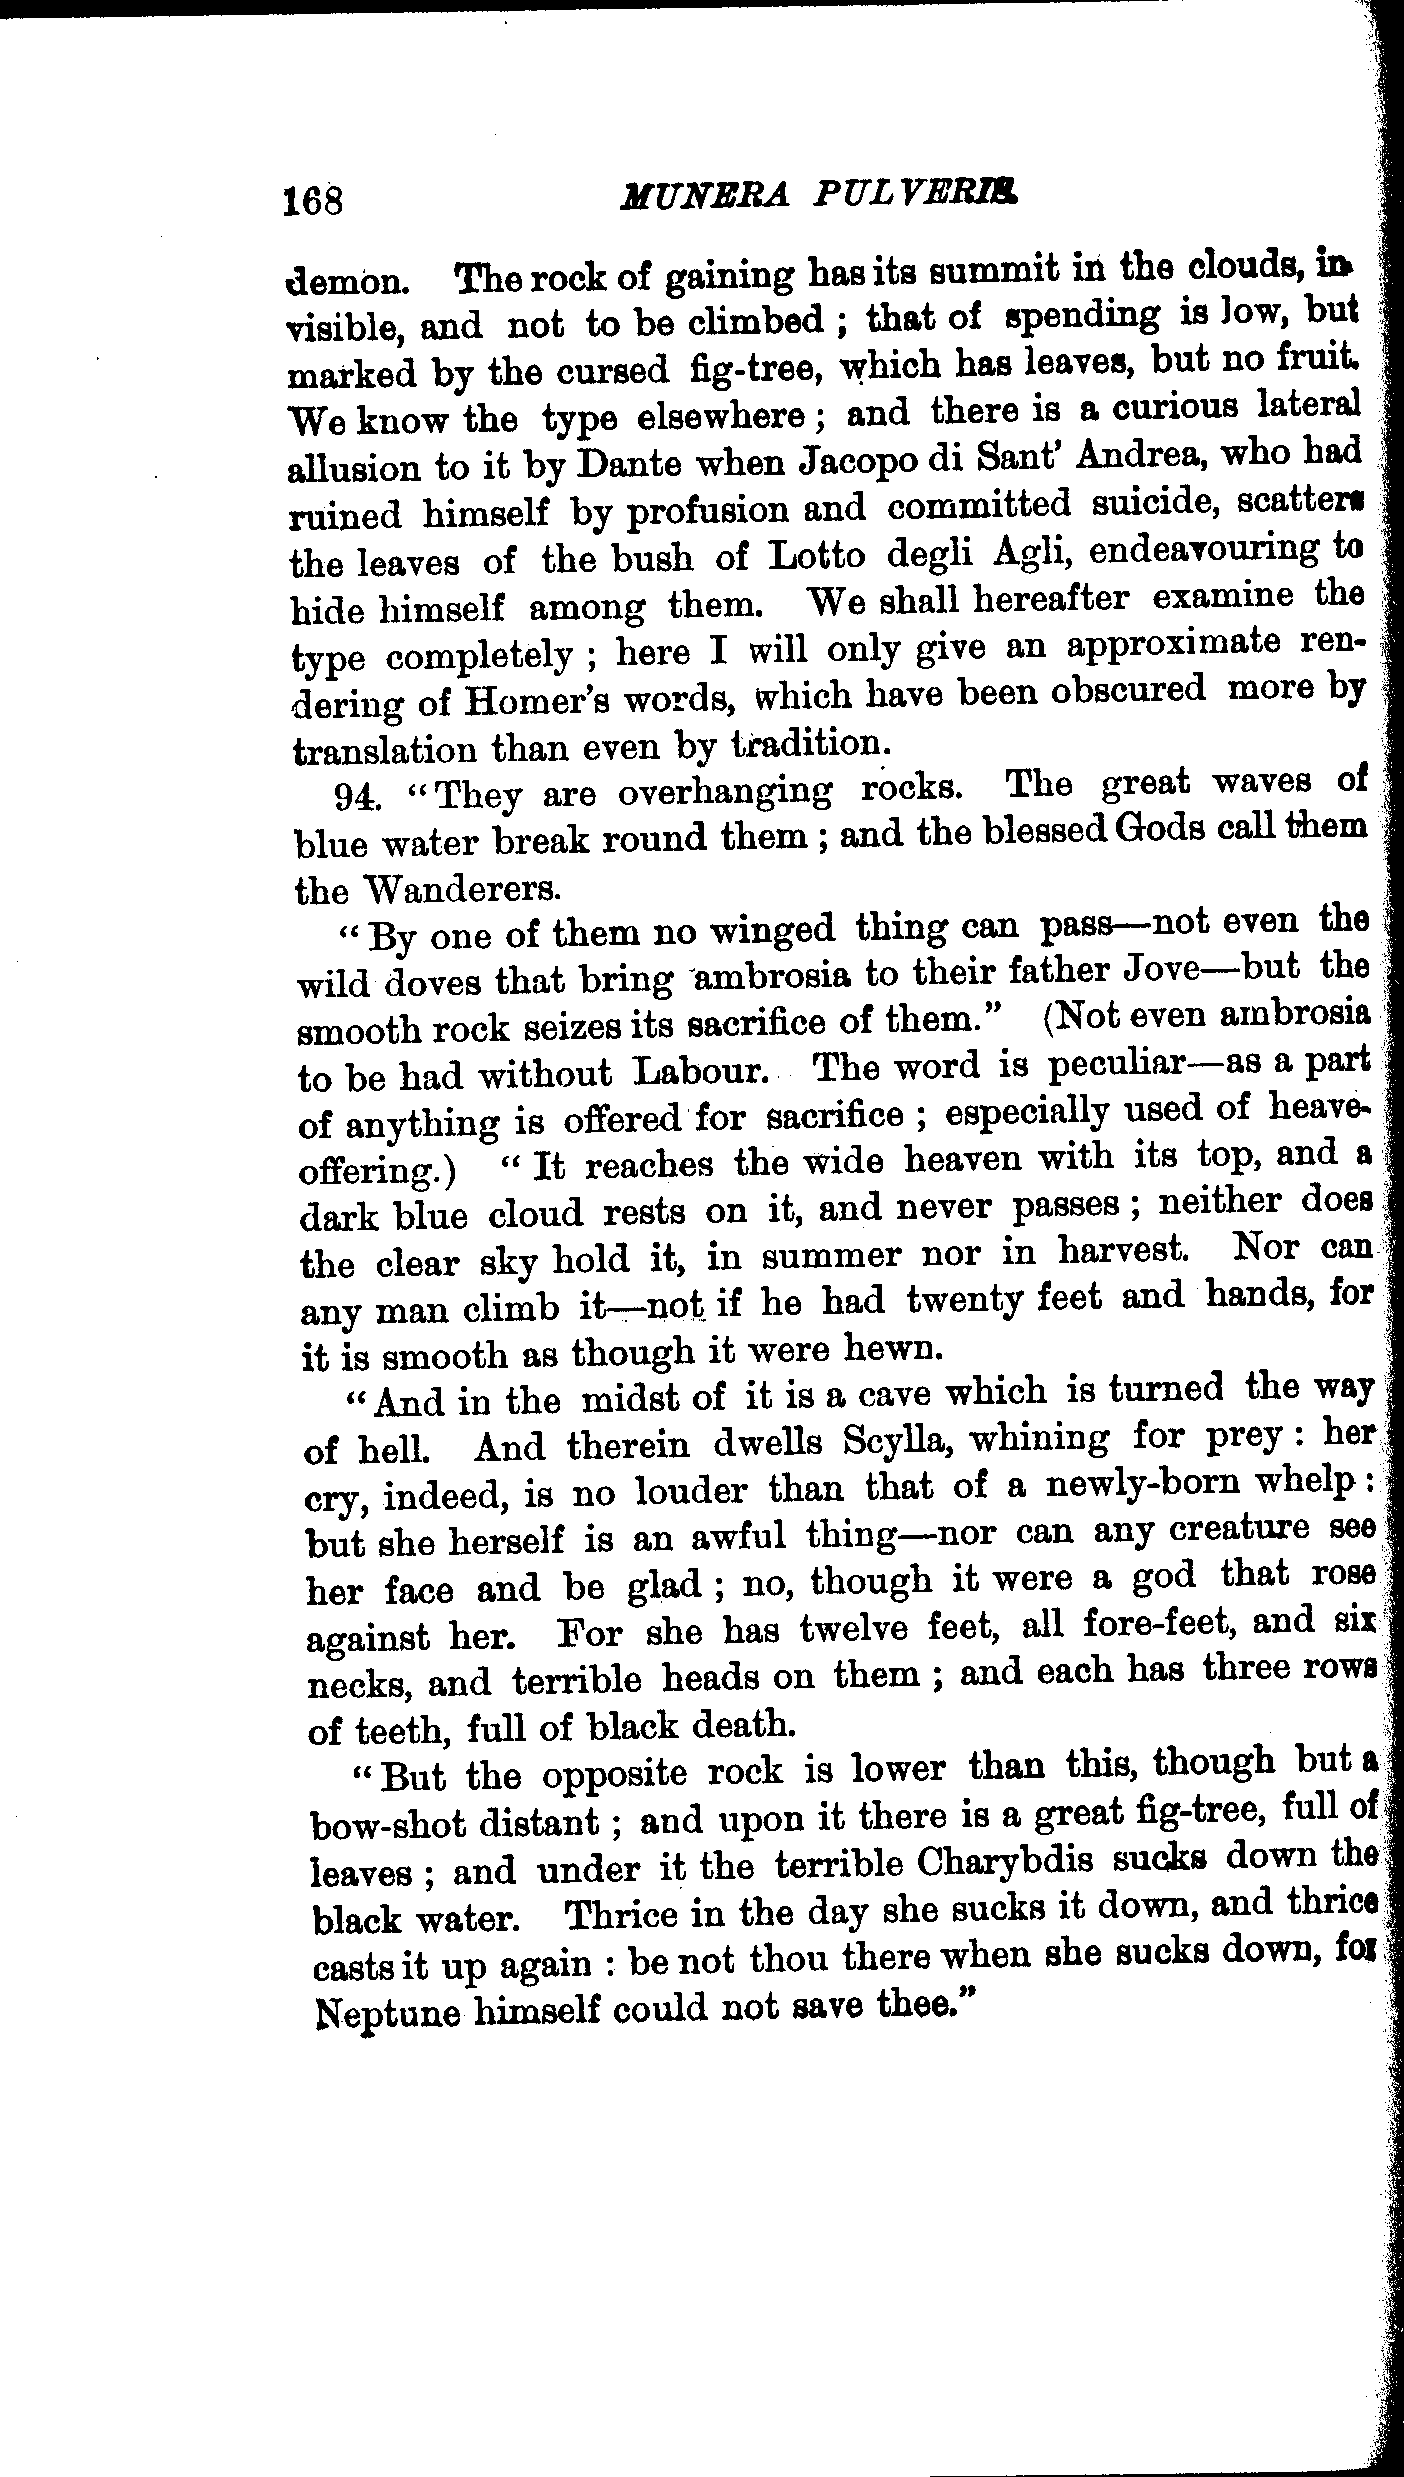 168 MUNERA PULVERIS.
demon. The rock of gaining has its summit in the clouds, in-
visible, and not to be climbed ; that of spending is low, but
marked by the cursed fig-tree, which has leaves, but no fruit.
We know the type elsewhere ; and there is a curious lateral
allusion to it by Dante when Jacopo di Sant' Andrea, who had
ruined himself by profusion and committed suicide, scatters
the leaves of the bush of Lotto degli Agli, endeavouring to
hide himself among them. We shall hereafter examine the
type completely ; here I will only give an approximate ren-
dering of Homer's words, which have been obscured more by
translation than even by tradition.
94. "They are overhanging rocks. The great waves of
blue water break round them ; and the blessed Gods call them
the Wanderers.
"By one of them no winged thing can pass—not even the
wild doves that bring ambrosia to their father Jove—but the
smooth rock seizes its sacrifice of them." (Not even ambrosia
to be had without Labour. The word is peculiar—as a part
of anything is offered for sacrifice ; especially used of heave-
offering.) "It reaches the wide heaven with its top, and a
dark blue cloud rests on it, and never passes ; neither does
the clear sky hold it, in summer nor in harvest. Nor can
any man climb it—not if he had twenty feet and hands, for
it is smooth as though it were hewn.
"And in the midst of it is a cave which is turned the way
of hell. And therein dwells Scylla, whining for prey : her
cry, indeed, is no louder than that of a newly-born whelp :
but she herself is an awful thing—nor can any creature see
her face and be glad ; no, though it were a god that rose
against her. For she has twelve feet, all fore-feet, and six
necks, and terrible heads on them ; and each has three rows
of teeth, full of black death.
"But the opposite rock is lower than this, though but a
bow-shot distant ; and upon it there is a great fig-tree, full of
leaves ; and under it the terrible Charybdis sucks down the
black water. Thrice in the day she sucks it down, and thrice
casts it up again : be not thou there when she sucks down, for
Neptune himself could not save thee."